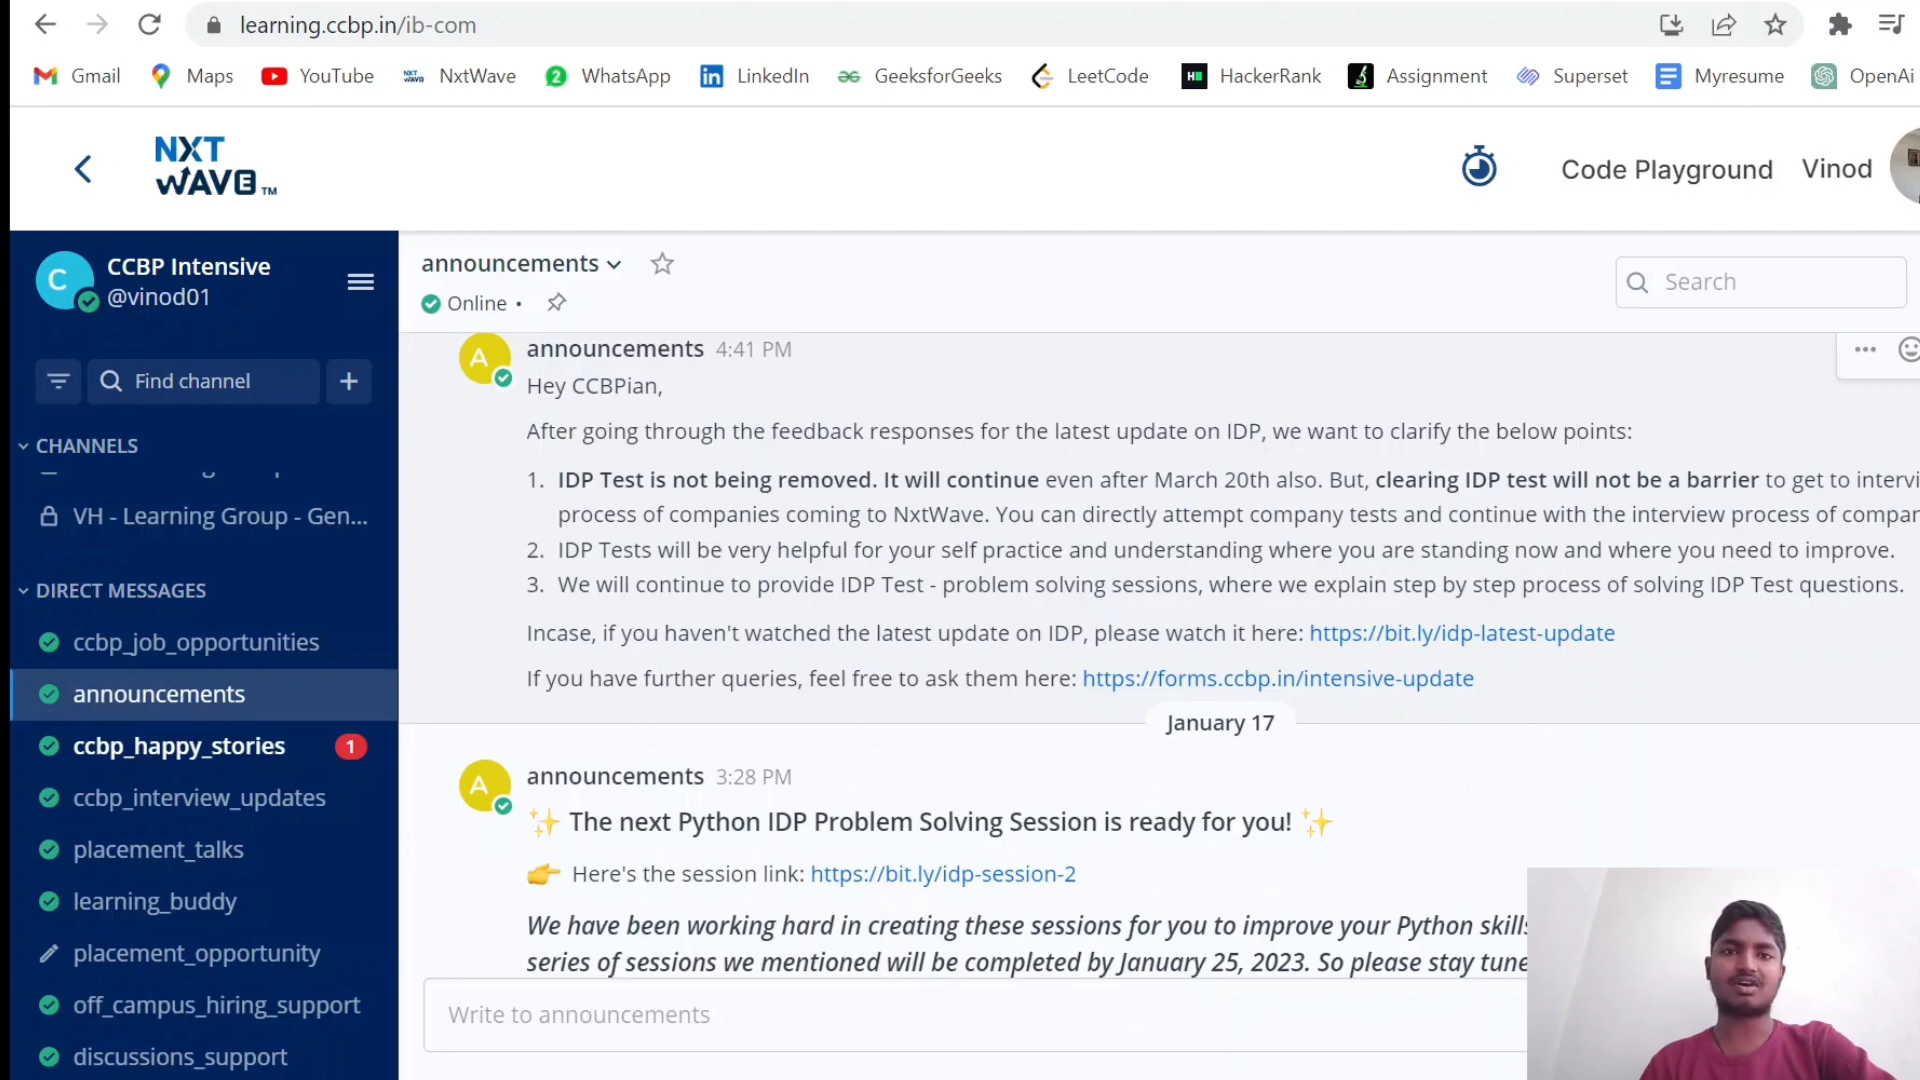 learning.ccbp.in/ib-com
Gmail Maps YouTube NxtWave WhatsApp LinkedIn GeeksforGeeks LeetCode HackerRank Assignment Superset Myresume OpenAi
NXT
WAVE TM
Code Playground Vinod
C
CCBP Intensive
@vinod01
Find channel
CHANNELS
VH - Learning Group - Gen...
DIRECT MESSAGES
ccbp_job_opportunities
announcements
ccbp_happy_stories 1
ccbp_interview_updates
placement_talks
learning_buddy
placement_opportunity
off_campus_hiring_support
discussions_support
announcements
Online •
Search
A
announcements 4:41 PM
Hey CCBPian,
After going through the feedback responses for the latest update on IDP, we want to clarify the below points:
1. IDP Test is not being removed. It will continue even after March 20th also. But, clearing IDP test will not be a barrier to get to intervi
process of companies coming to NxtWave. You can directly attempt company tests and continue with the interview process of compar
2. IDP Tests will be very helpful for your self practice and understanding where you are standing now and where you need to improve.
3. We will continue to provide IDP Test - problem solving sessions, where we explain step by step process of solving IDP Test questions.
Incase, if you haven't watched the latest update on IDP, please watch it here: https://bit.ly/idp-latest-update
If you have further queries, feel free to ask them here: https://forms.ccbp.in/intensive-update
January 17
A
announcements 3:28 PM
✨ The next Python IDP Problem Solving Session is ready for you! ✨
👉 Here's the session link: https://bit.ly/idp-session-2
We have been working hard in creating these sessions for you to improve your Python skills
series of sessions we mentioned will be completed by January 25, 2023. So please stay tune
Write to announcements